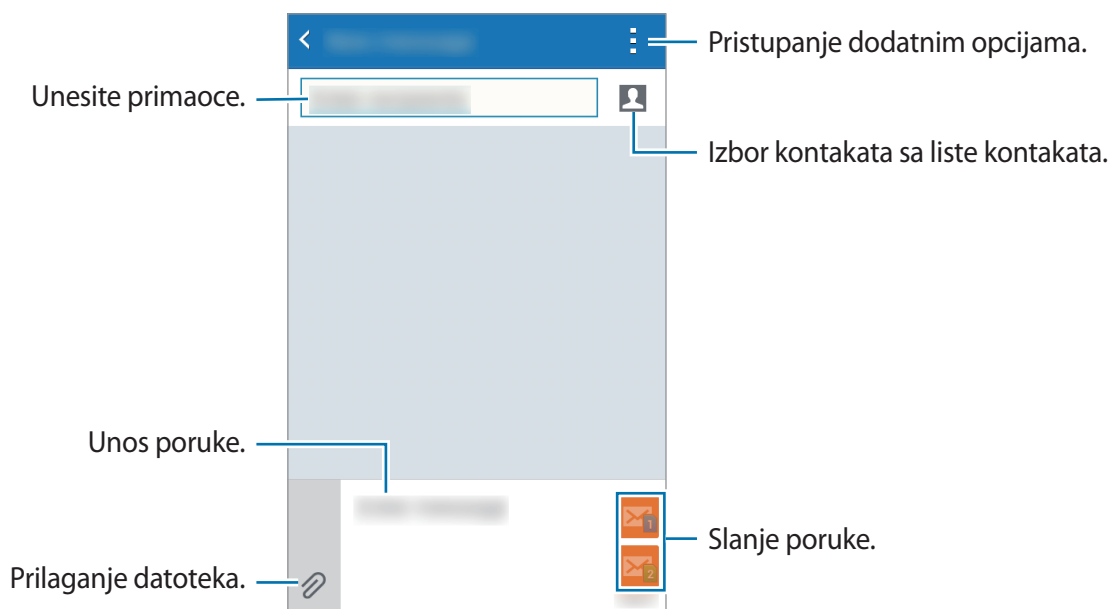 Pristupanje dodatnim opcijama.
Unesite primaoce.
Izbor kontakata sa liste kontakata.
Unos poruke.
1
Slanje poruke.
2
Prilaganje datoteka.